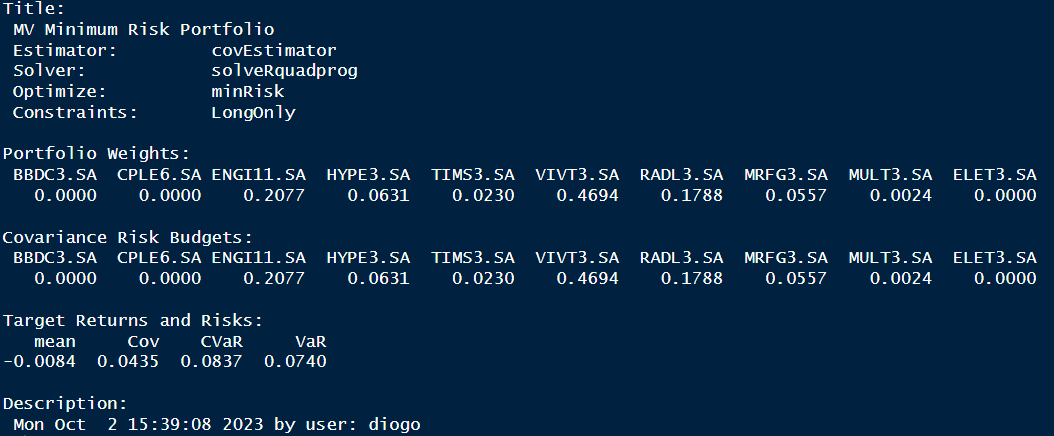 Title:
MV Minimum Risk Portfolio
Estimator: covEstimator
Solver: solveRquadprog
Optimize: minRisk
Constraints: LongOnly
Portfolio Weights:
BBDC3.SA CPLE6.SA ENGI11.SA HYPE3.SA TIMS3.SA VIVT3.SA RADL3.SA MRFG3.SA MULT3.SA ELET3.SA
0.0000 0.0000 0.2077 0.0631 0.0230 0.4694 0.1788 0.0557 0.0024 0.0000
Covariance Risk Budgets:
BBDC3.SA CPLE6.SA ENGI11.SA HYPE3.SA TIMS3.SA VIVT3.SA RADL3.SA MRFG3.SA MULT3.SA ELET3.SA
0.0000 0.0000 0.2077 0.0631 0.0230 0.4694 0.1788 0.0557 0.0024 0.0000
Target Returns and Risks:
mean Cov CVaR VaR
-0.0084 0.0435 0.0837 0.0740
Description:
Mon Oct 2 15:39:08 2023 by user: diogo